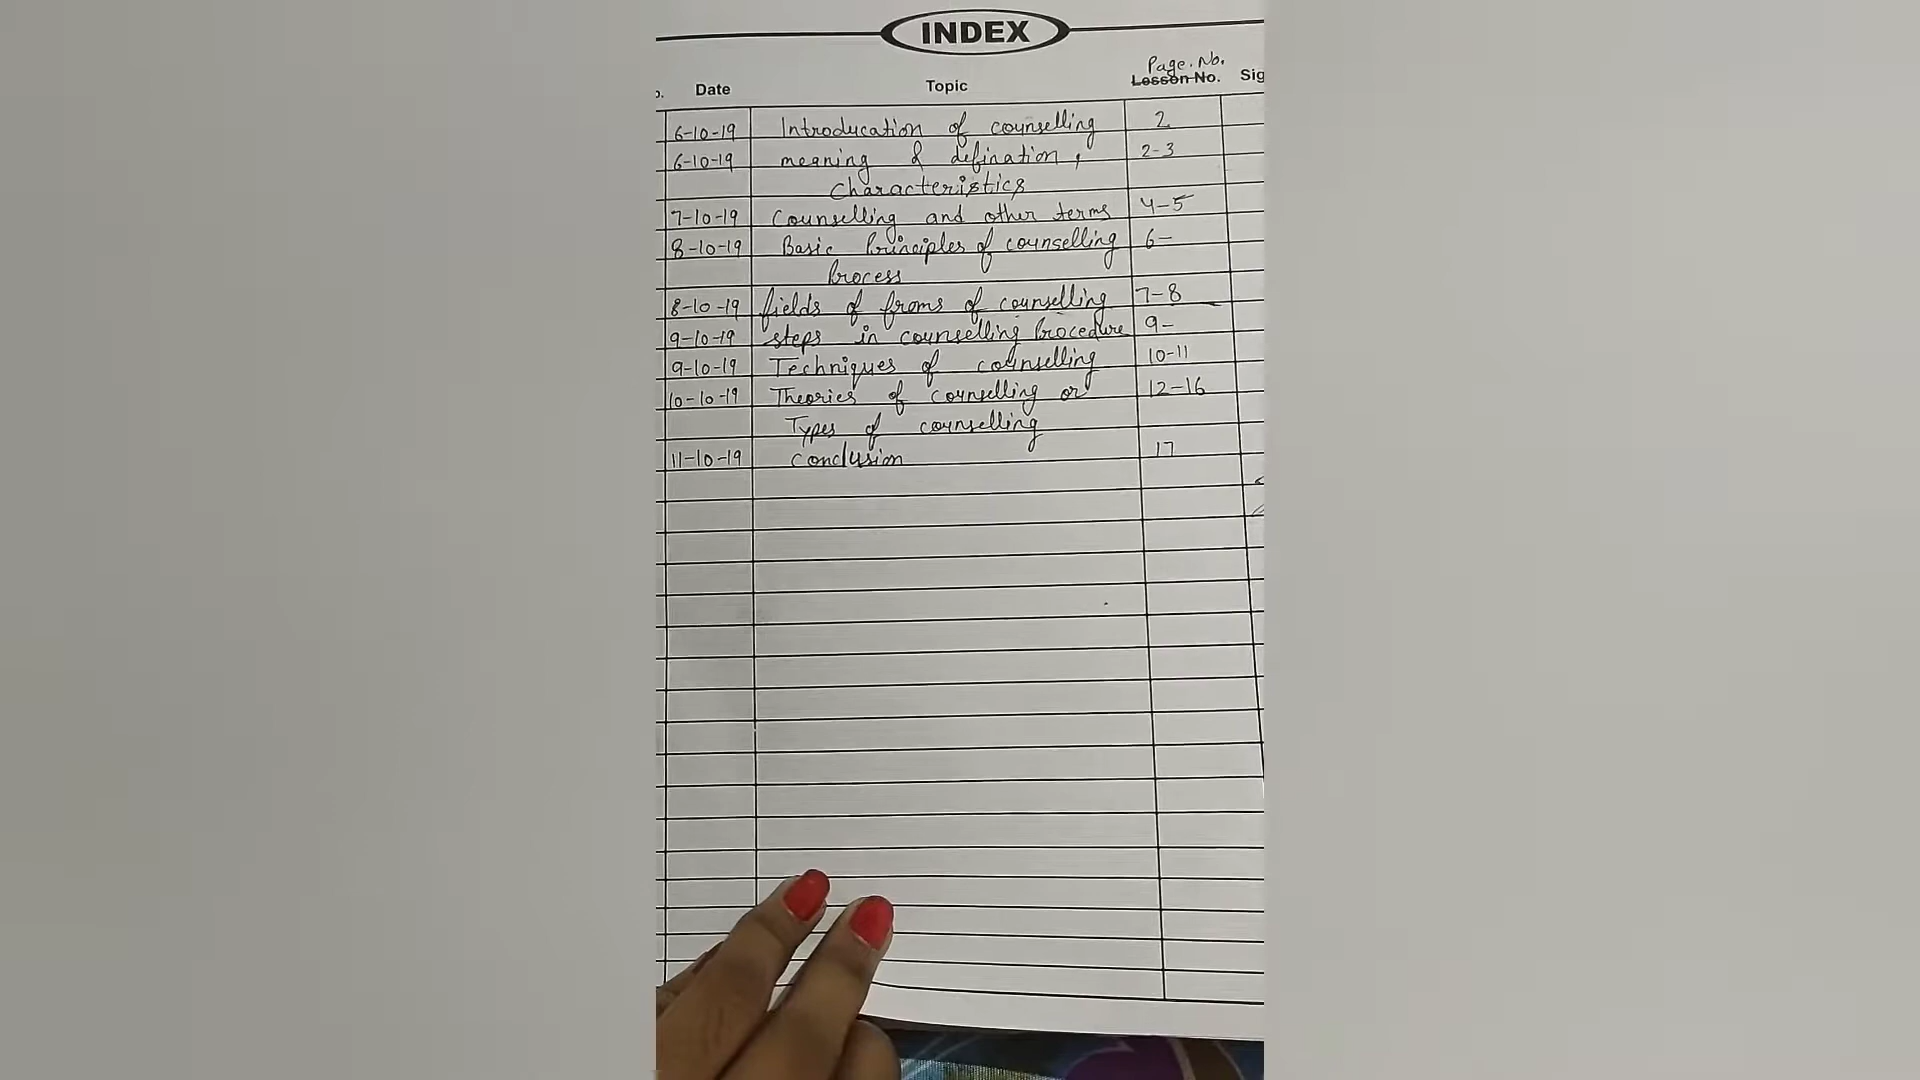 INDEX
Page. No.
Date Topic Lesson No. Sig
6-10-19 Introducation of counselling 2
6-10-19 meaning & defination, 2-3
characteristics
7-10-19 Counselling and other terms 4-5
8-10-19 Basic Principles of counselling 6-
Process
8-10-19 fields of froms of counselling 7-8
9-10-19 steps in counselling Procedure 9-
9-10-19 Techniques of counselling 10-11
10-10-19 Theories of counselling or 12-16
Types of counselling
11-10-19 Conclusion 17